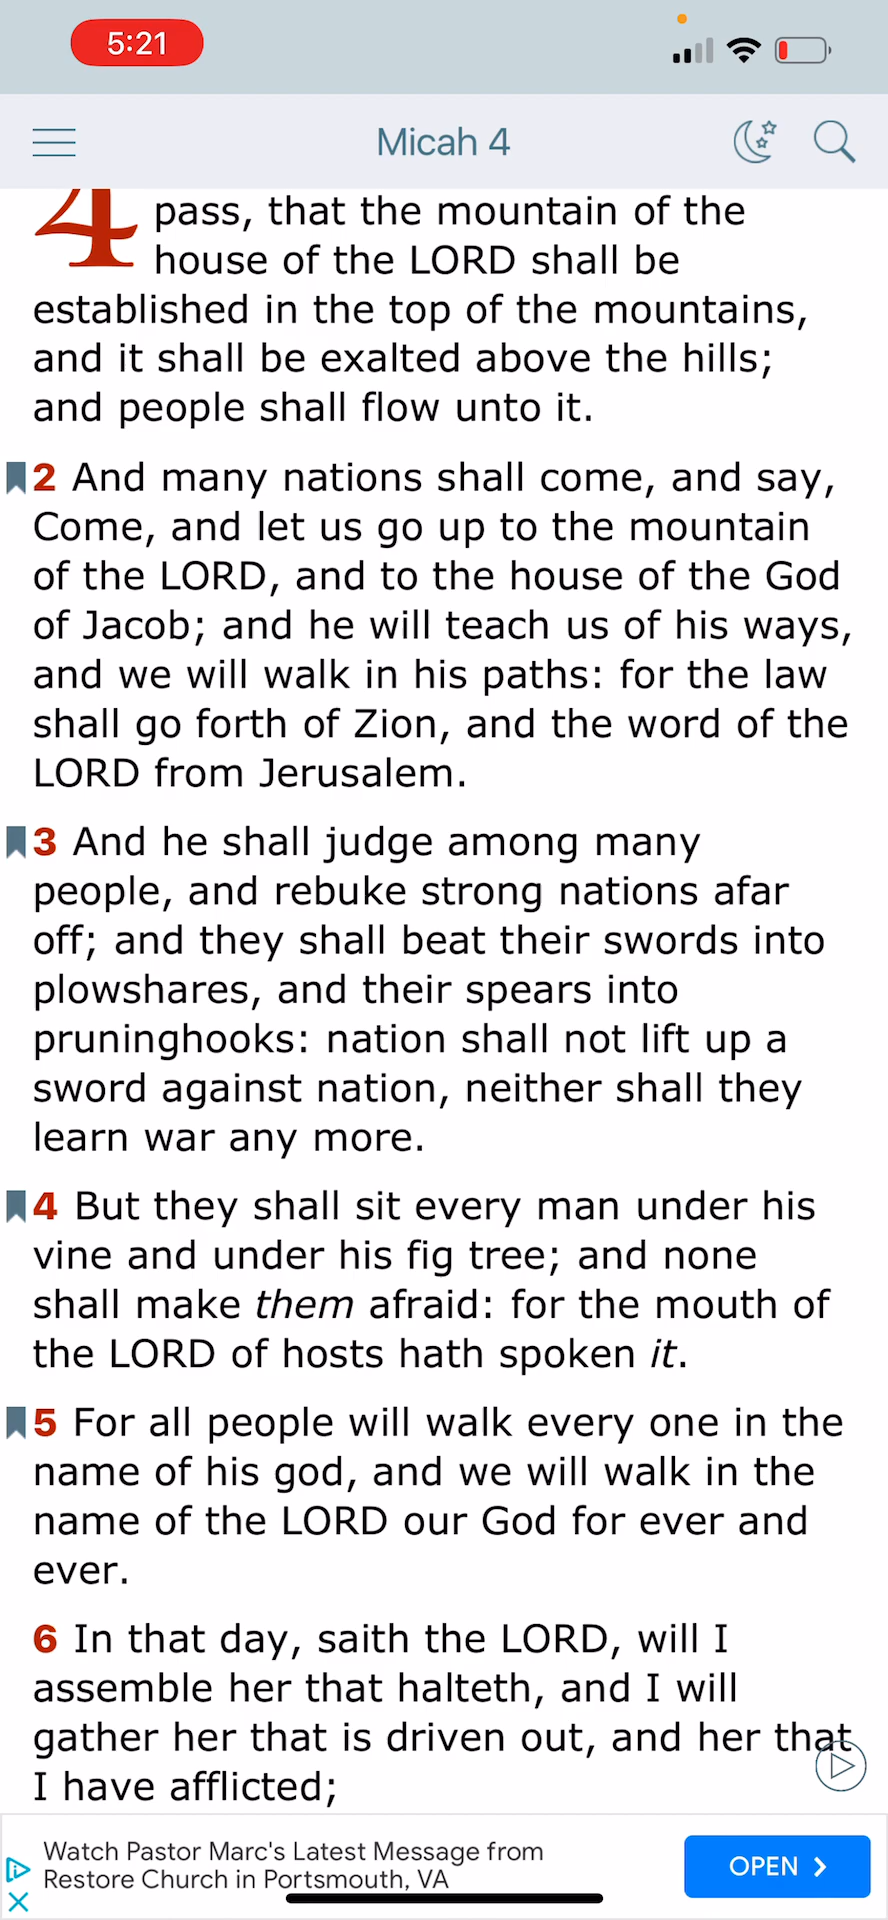 5:21
Micah 4
4 pass, that the mountain of the
house of the LORD shall be
established in the top of the mountains,
and it shall be exalted above the hills;
and people shall flow unto it.
2 And many nations shall come, and say,
Come, and let us go up to the mountain
of the LORD, and to the house of the God
of Jacob; and he will teach us of his ways,
and we will walk in his paths: for the law
shall go forth of Zion, and the word of the
LORD from Jerusalem.
3 And he shall judge among many
people, and rebuke strong nations afar
off; and they shall beat their swords into
plowshares, and their spears into
pruninghooks: nation shall not lift up a
sword against nation, neither shall they
learn war any more.
4 But they shall sit every man under his
vine and under his fig tree; and none
shall make them afraid: for the mouth of
the LORD of hosts hath spoken it.
5 For all people will walk every one in the
name of his god, and we will walk in the
name of the LORD our God for ever and
ever.
6 In that day, saith the LORD, will I
assemble her that halteth, and I will
gather her that is driven out, and her that
I have afflicted;
Watch Pastor Marc's Latest Message from
Restore Church in Portsmouth, VA
OPEN